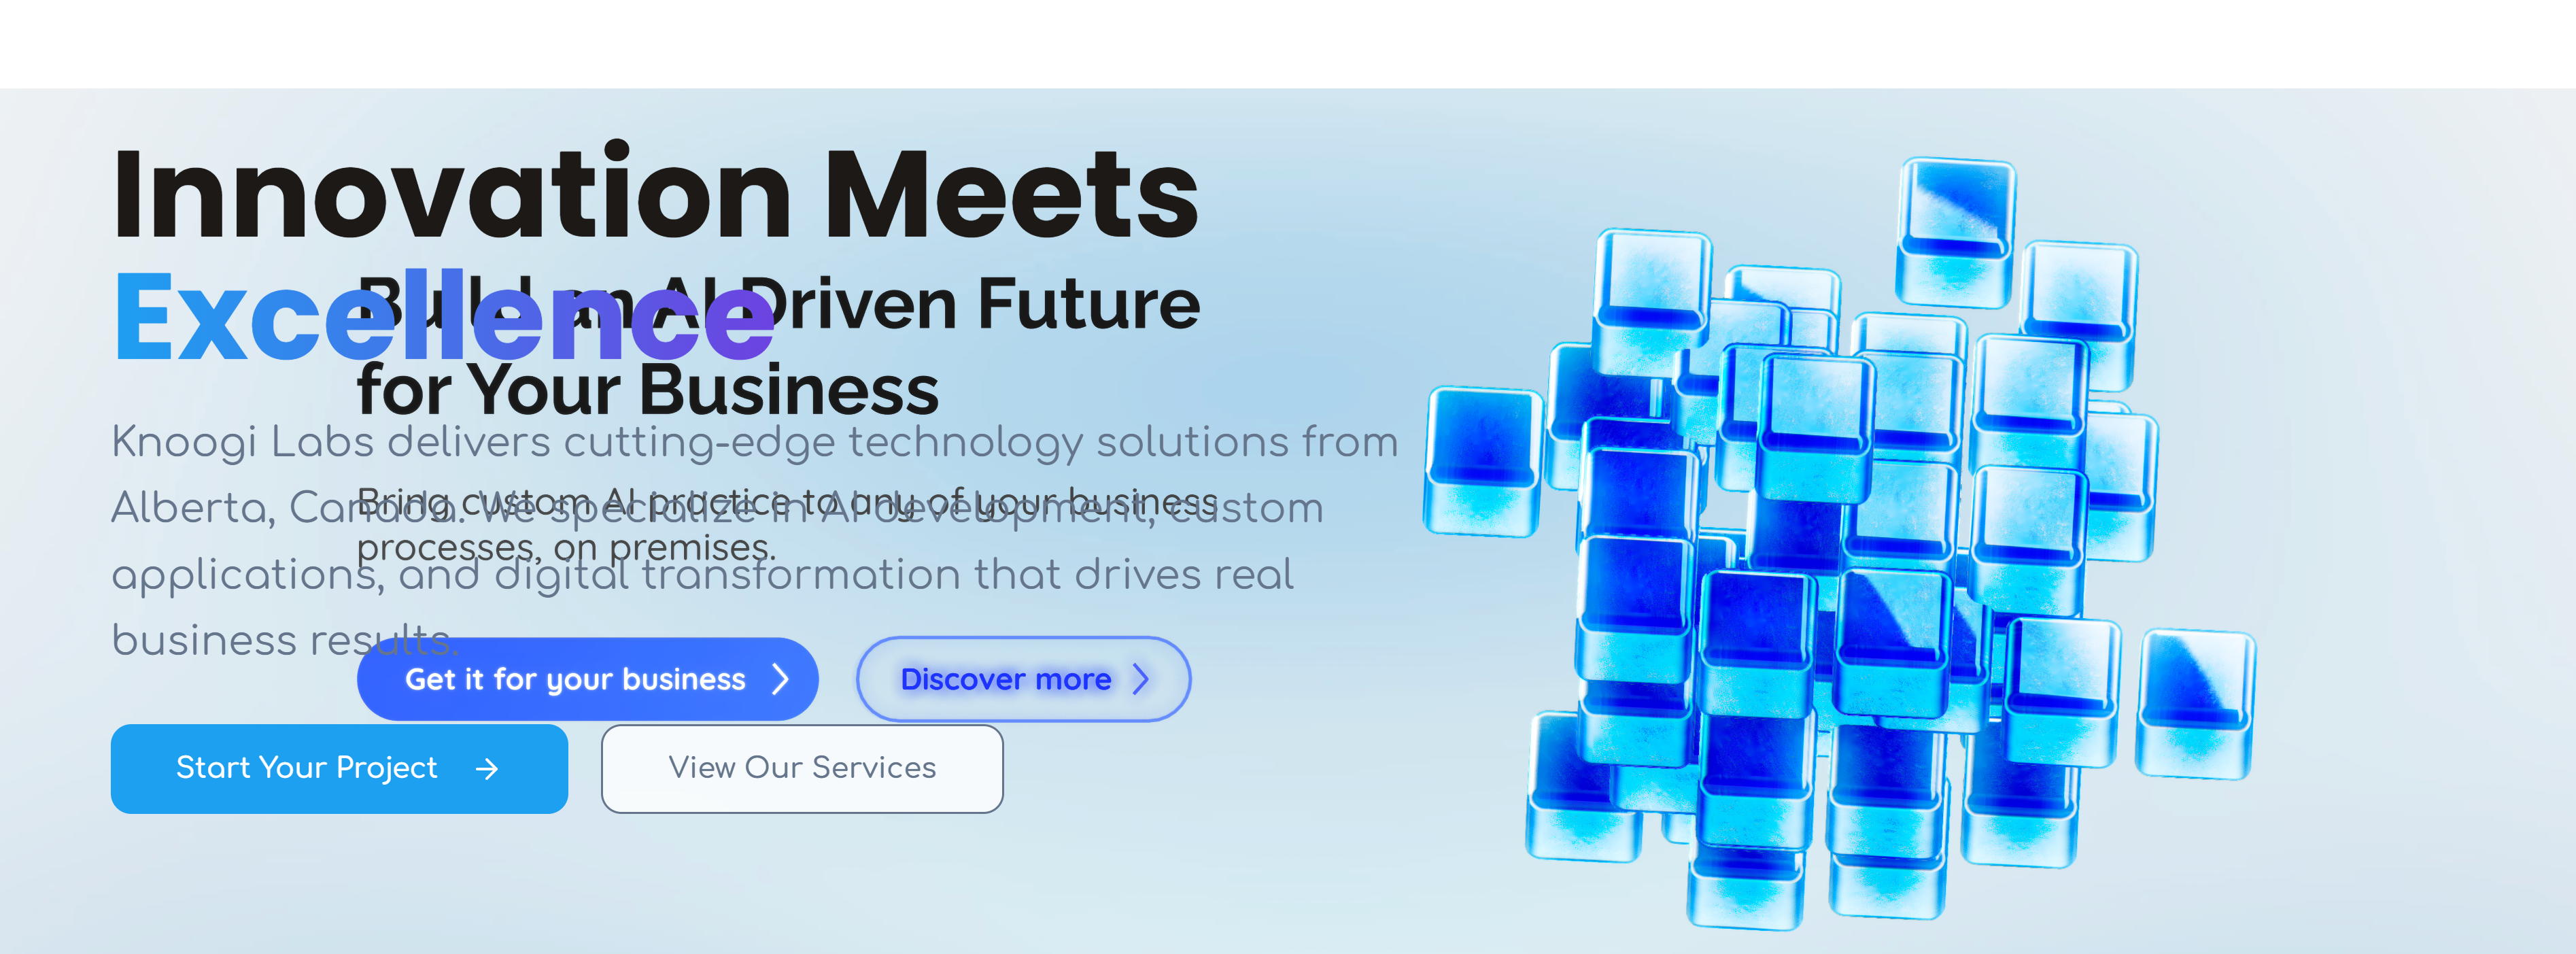 Innovation Meets
Excellence
Build an AI Driven Future
for Your Business
Knoogi Labs delivers cutting-edge technology solutions from
Alberta, Canada. We specialize in AI development, custom
applications, and digital transformation that drives real
business results.
Bring custom AI practice to any of your business
processes, on premises.
Get it for your business
Discover more
Start Your Project
View Our Services